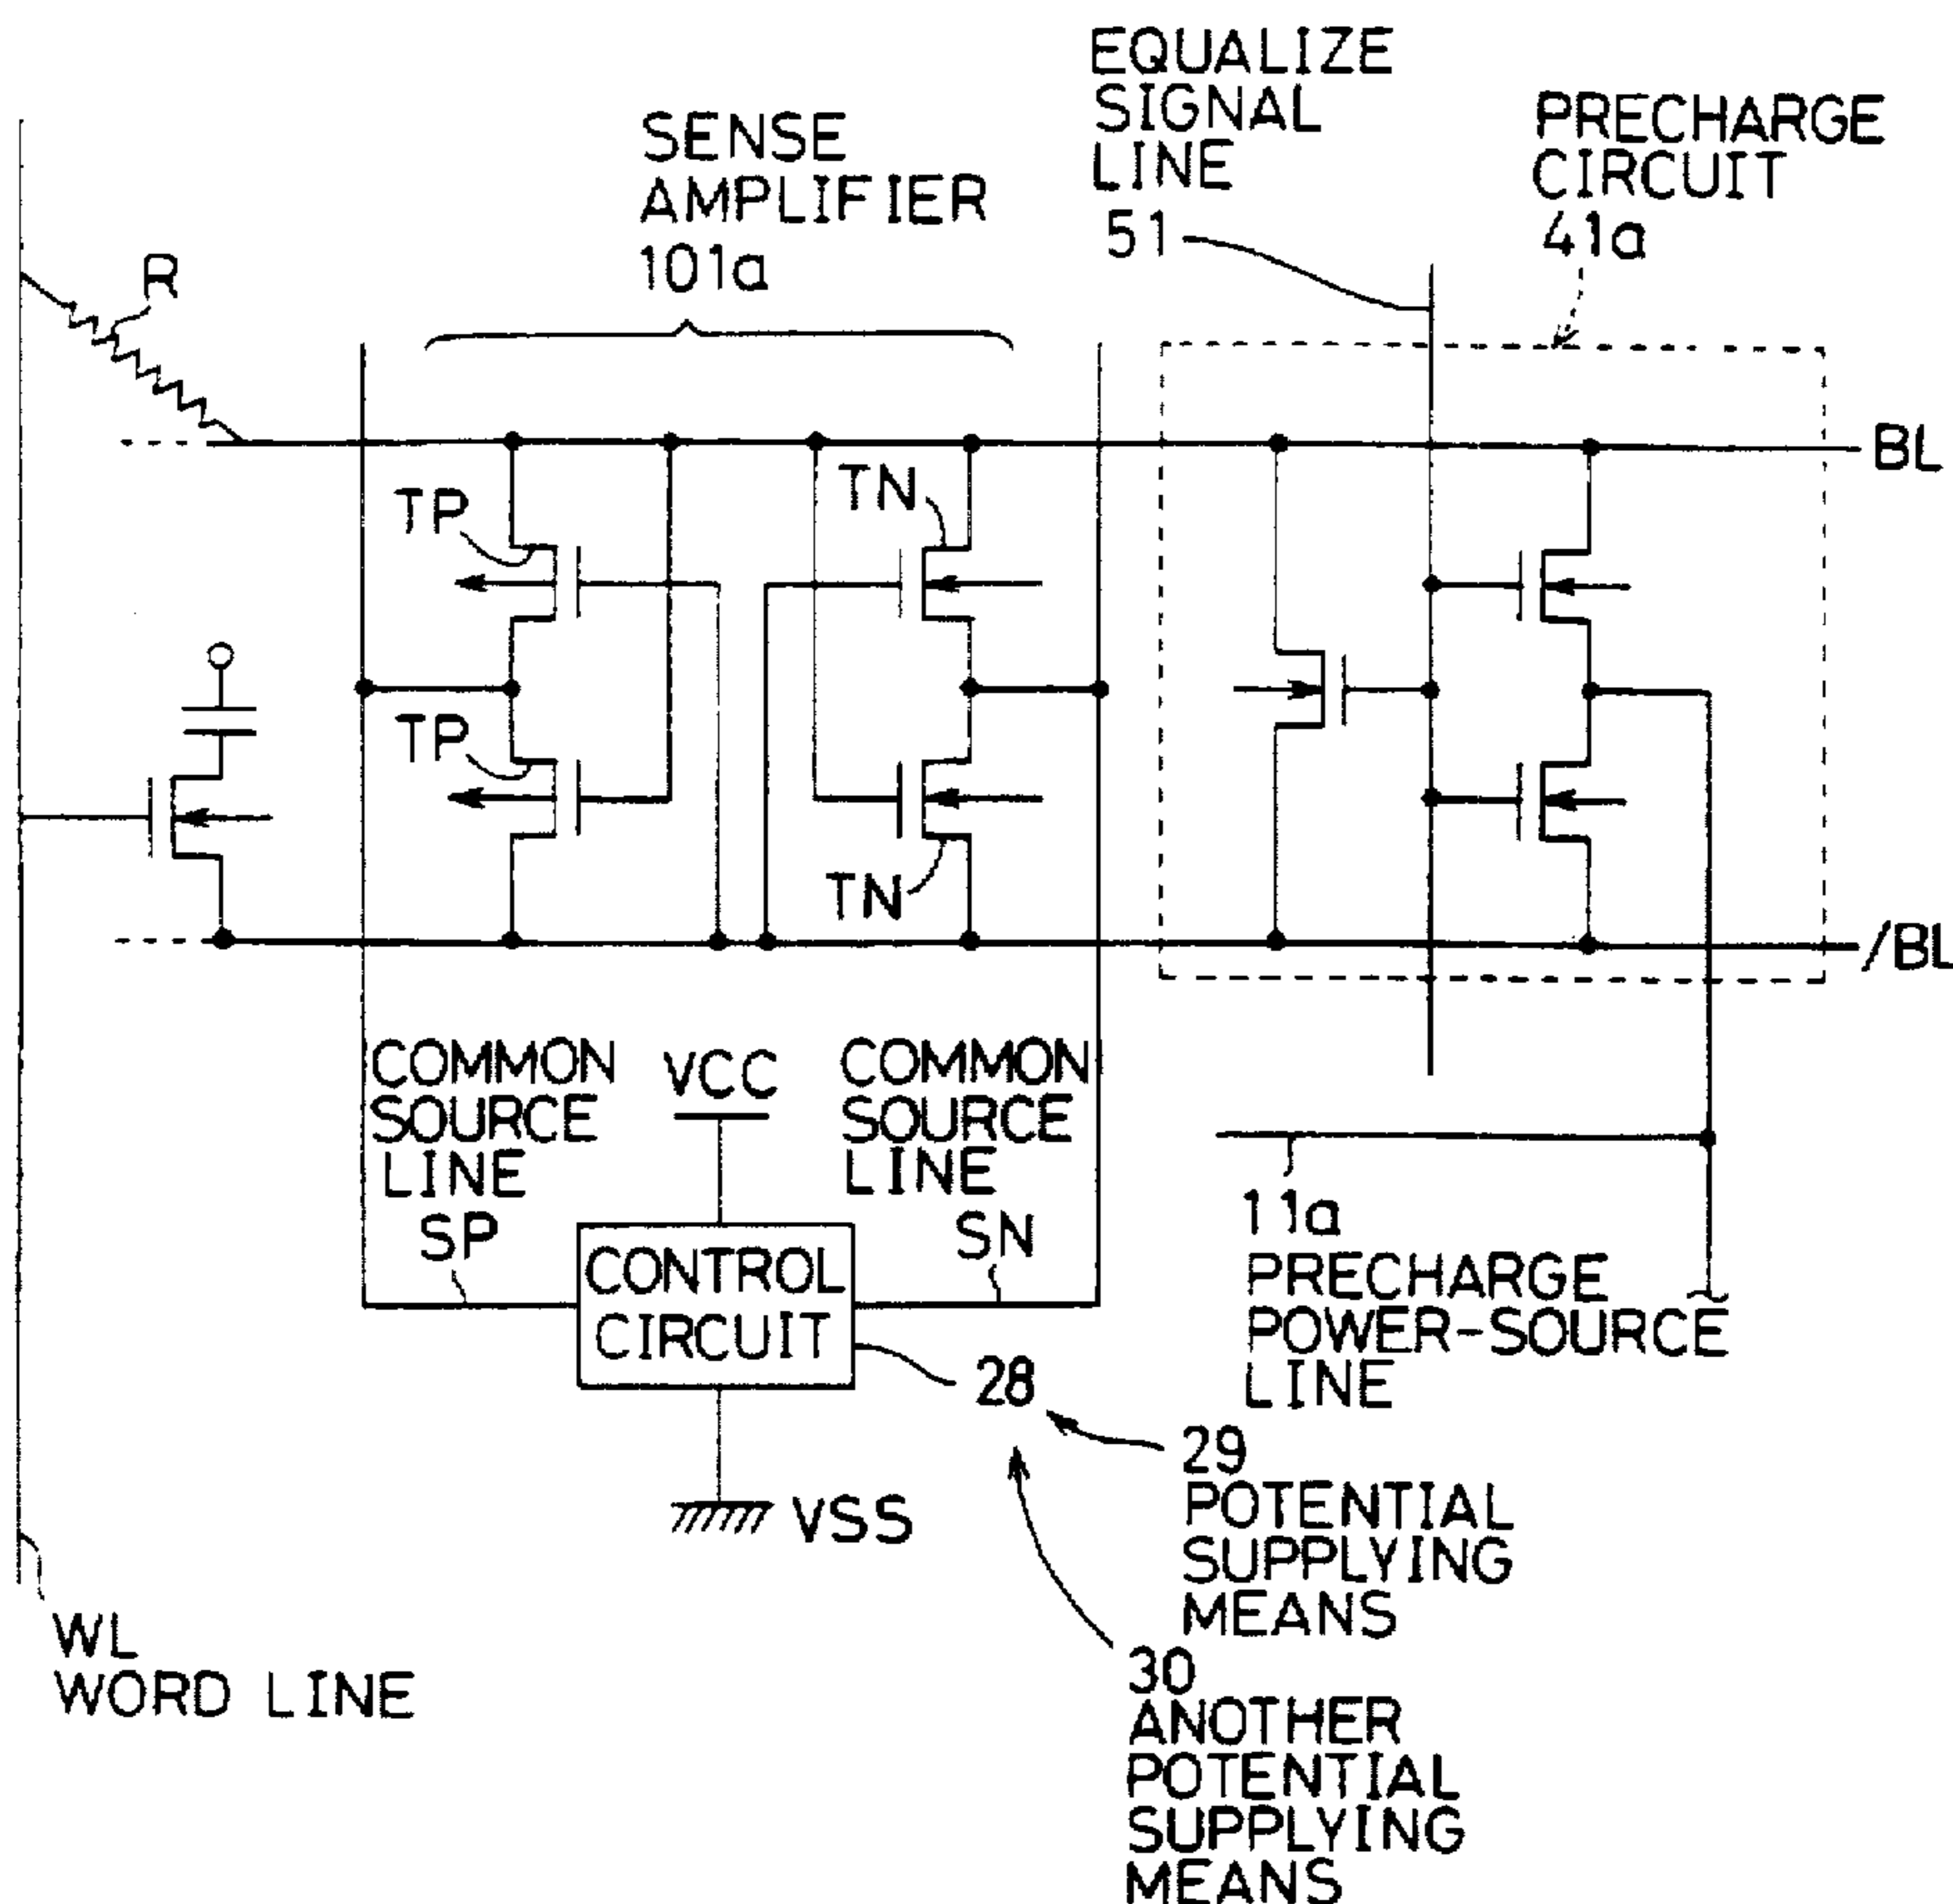 EQUALIZE
SIGNAL
LINE
51
PRECHARGE
CIRCUIT
41a
SENSE
AMPLIFIER
101a
R
BL
TP
TN
TP
TN
/BL
COMMON
SOURCE
LINE
SP
VCC
COMMON
SOURCE
LINE
SN
CONTROL
CIRCUIT
28
11a
PRECHARGE
POWER-SOURCE
LINE
29
POTENTIAL
SUPPLYING
MEANS
VSS
WL
WORD LINE
30
ANOTHER
POTENTIAL
SUPPLYING
MEANS